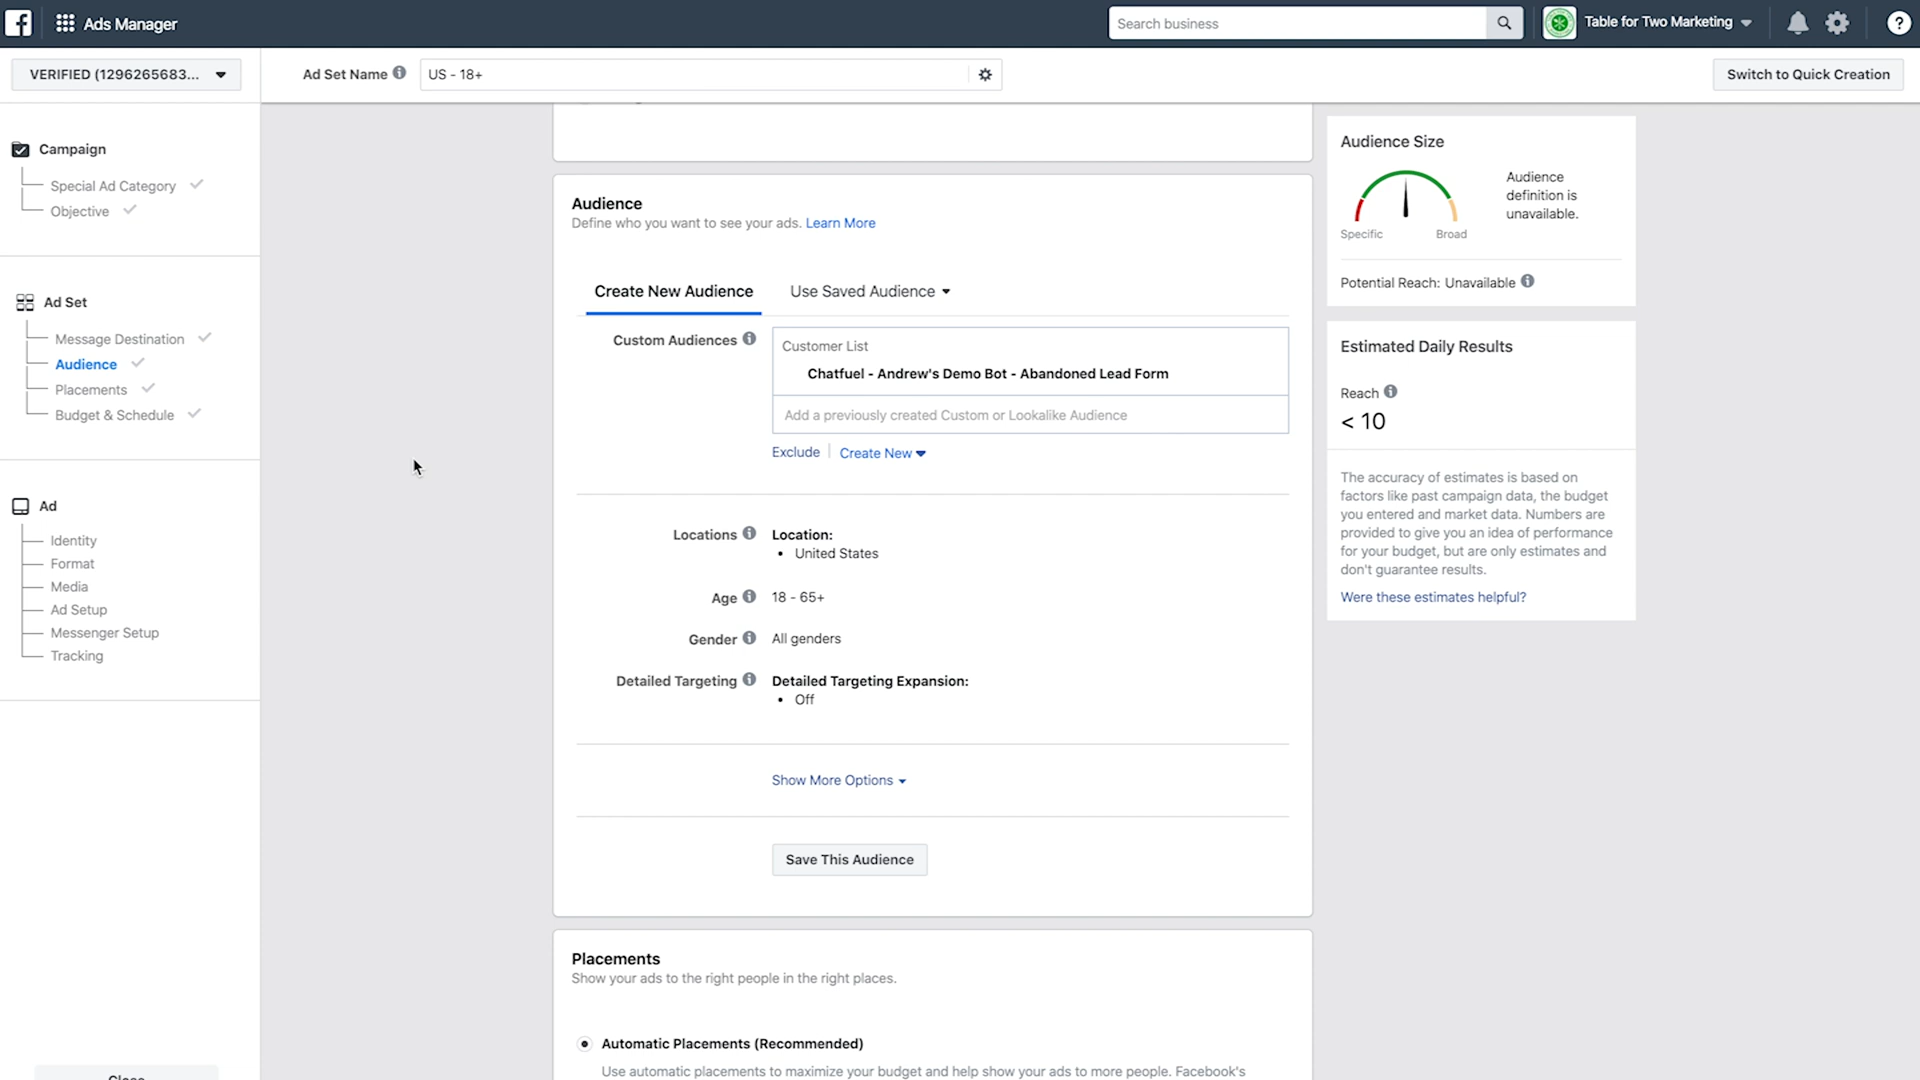 Ads Manager
Search business
Table for Two Marketing
VERIFIED (1296265683...
Ad Set Name
US - 18+
Switch to Quick Creation
Campaign
Special Ad Category
Objective
Ad Set
Message Destination
Audience
Placements
Budget & Schedule
Ad
Identity
Format
Media
Ad Setup
Messenger Setup
Tracking
Close
Audience
Define who you want to see your ads. Learn More
Create New Audience
Use Saved Audience
Custom Audiences
Customer List
Chatfuel - Andrew's Demo Bot - Abandoned Lead Form
Add a previously created Custom or Lookalike Audience
Exclude
Create New
Locations
Location:
• United States
Age
18 - 65+
Gender
All genders
Detailed Targeting
Detailed Targeting Expansion:
• Off
Show More Options
Save This Audience
Placements
Show your ads to the right people in the right places.
Automatic Placements (Recommended)
Use automatic placements to maximize your budget and help show your ads to more people. Facebook's
Audience Size
Specific
Broad
Audience
definition is
unavailable.
Potential Reach: Unavailable
Estimated Daily Results
Reach
< 10
The accuracy of estimates is based on
factors like past campaign data, the budget
you entered and market data. Numbers are
provided to give you an idea of performance
for your budget, but are only estimates and
don't guarantee results.
Were these estimates helpful?